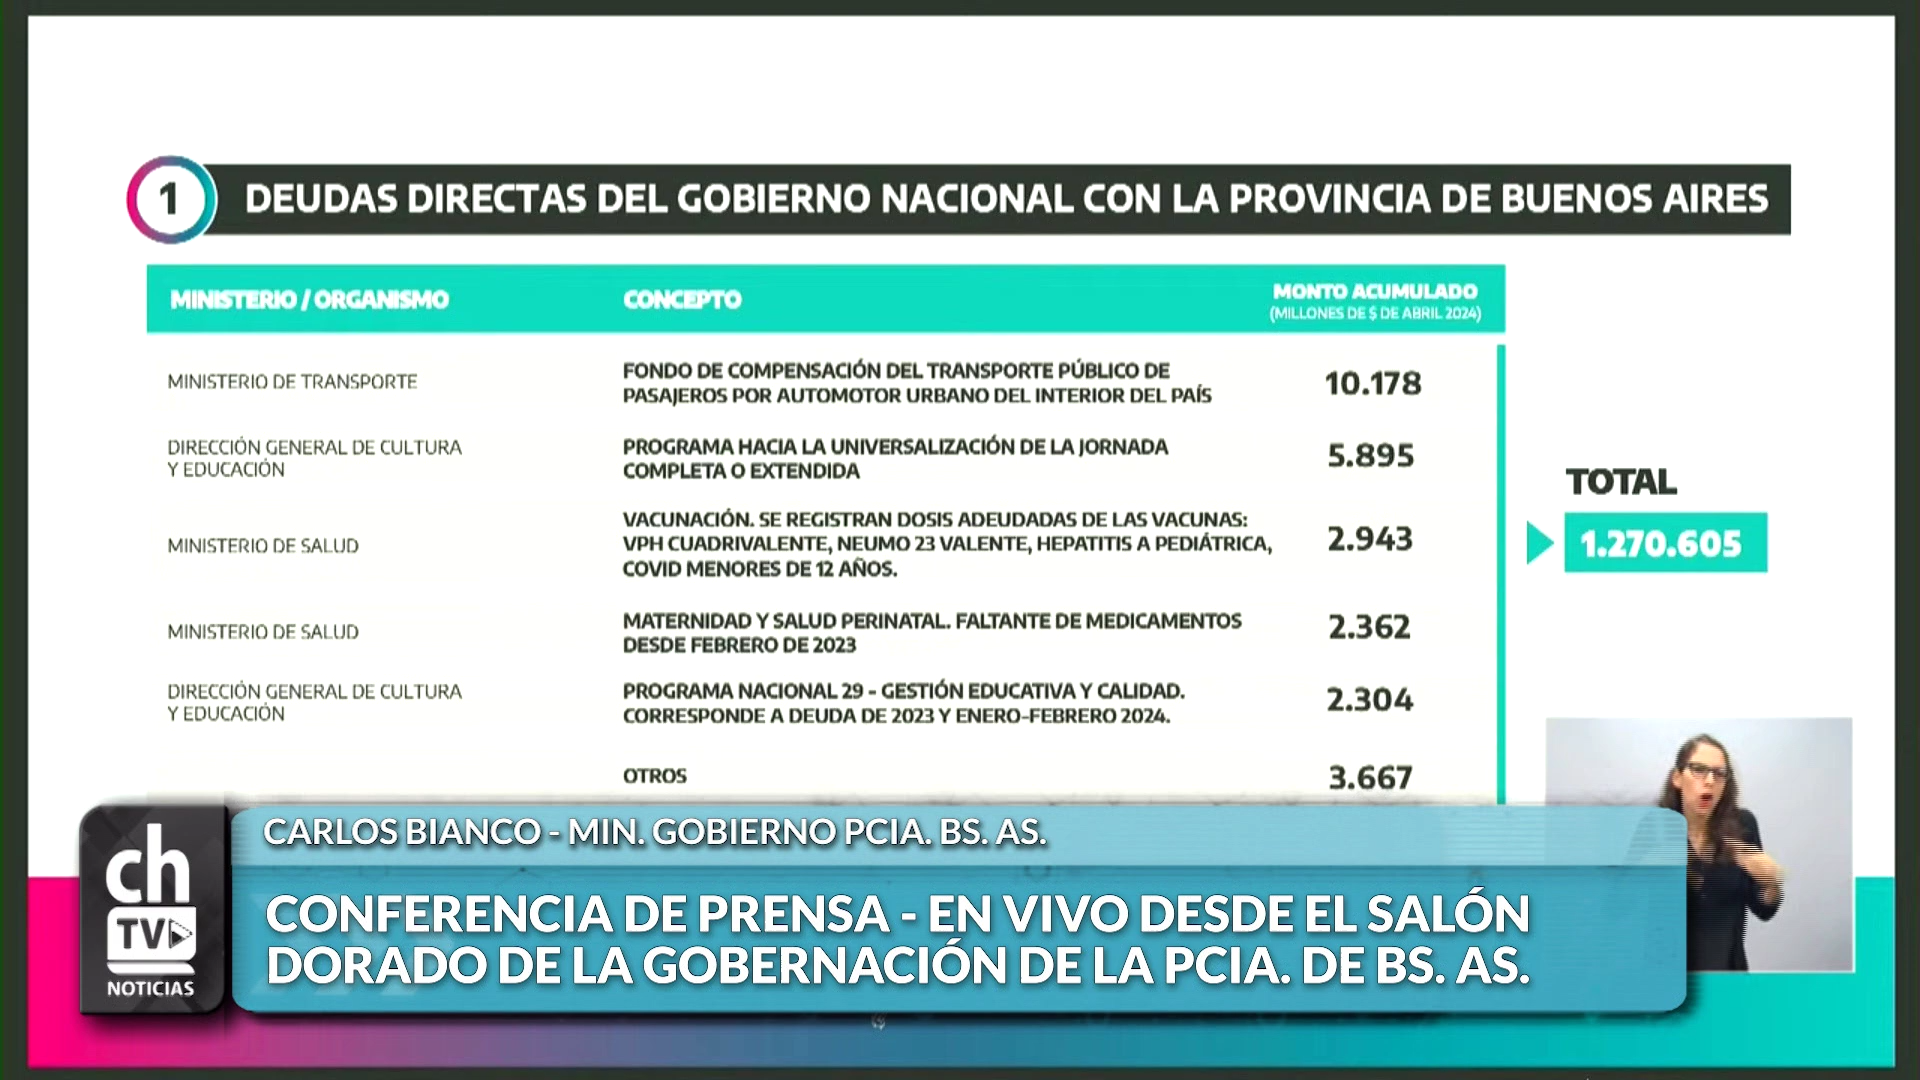 1
DEUDAS DIRECTAS DEL GOBIERNO NACIONAL CON LA PROVINCIA DE BUENOS AIRES
MINISTERIO / ORGANISMO
CONCEPTO
MONTO ACUMULADO
(MILLONES DE $ DE ABRIL 2024)
MINISTERIO DE TRANSPORTE
FONDO DE COMPENSACIÓN DEL TRANSPORTE PÚBLICO DE
PASAJEROS POR AUTOMOTOR URBANO DEL INTERIOR DEL PAÍS
10.178
DIRECCIÓN GENERAL DE CULTURA
Y EDUCACIÓN
PROGRAMA HACIA LA UNIVERSALIZACIÓN DE LA JORNADA
COMPLETA O EXTENDIDA
5.895
MINISTERIO DE SALUD
VACUNACIÓN. SE REGISTRAN DOSIS ADEUDADAS DE LAS VACUNAS:
VPH CUADRIVALENTE, NEUMO 23 VALENTE, HEPATITIS A PEDIÁTRICA,
COVID MENORES DE 12 AÑOS.
2.943
MINISTERIO DE SALUD
MATERNIDAD Y SALUD PERINATAL. FALTANTE DE MEDICAMENTOS
DESDE FEBRERO DE 2023
2.362
DIRECCIÓN GENERAL DE CULTURA
Y EDUCACIÓN
PROGRAMA NACIONAL 29 - GESTIÓN EDUCATIVA Y CALIDAD.
CORRESPONDE A DEUDA DE 2023 Y ENERO-FEBRERO 2024.
2.304
OTROS
3.667
TOTAL
1.270.605
ch
TV
NOTICIAS
CARLOS BIANCO - MIN. GOBIERNO PCIA. BS. AS.
CONFERENCIA DE PRENSA - EN VIVO DESDE EL SALÓN
DORADO DE LA GOBERNACIÓN DE LA PCIA. DE BS. AS.